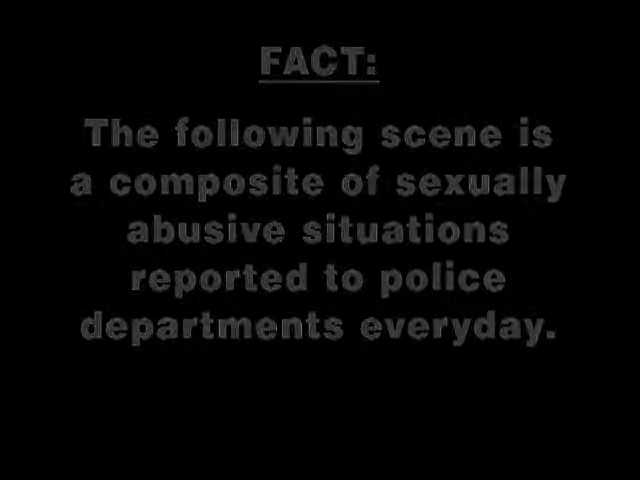 FACT:
The following scene is
a composite of sexually
abusive situations
reported to police
departments everyday.